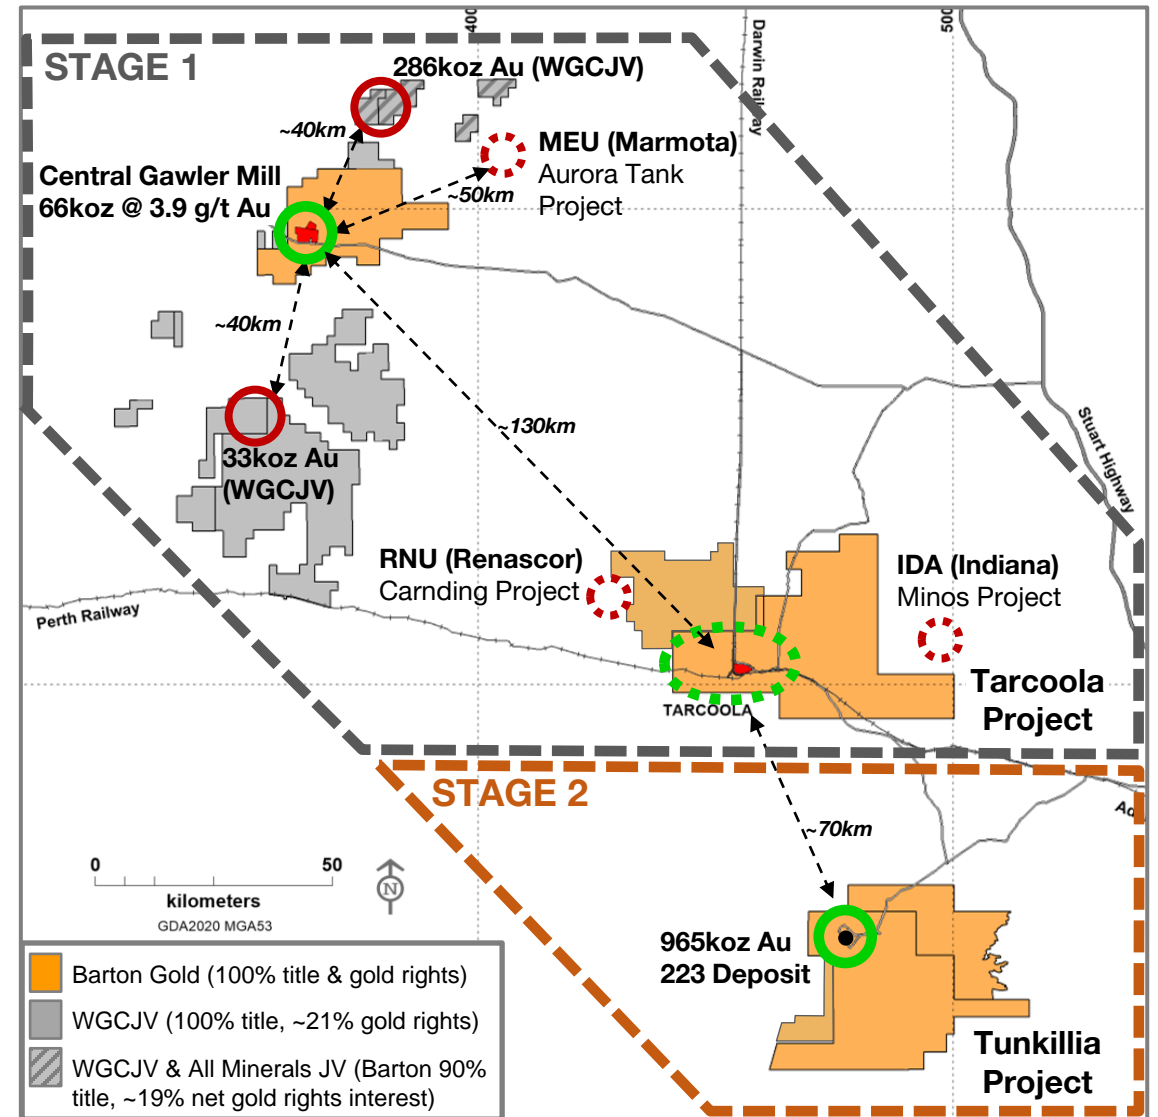 400
500
STAGE 1
286koz Au (WGCJV)
Darwin Railway
~40km
MEU (Marmota)
Aurora Tank
Project
Central Gawler Mill
66koz @ 3.9 g/t Au
~50km
~40km
~130km
Stuart Highway
33koz Au
(WGCJV)
RNU (Renascor)
Carnding Project
IDA (Indiana)
Minos Project
Perth Railway
Tarcoola
Project
TARCOOLA
STAGE 2
Ad
~70km
0 50
kilometers
GDA2020 MGA53
N
965koz Au
223 Deposit
Tunkillia
Project
Barton Gold (100% title & gold rights)
WGCJV (100% title, ~21% gold rights)
WGCJV & All Minerals JV (Barton 90%
title, ~19% net gold rights interest)